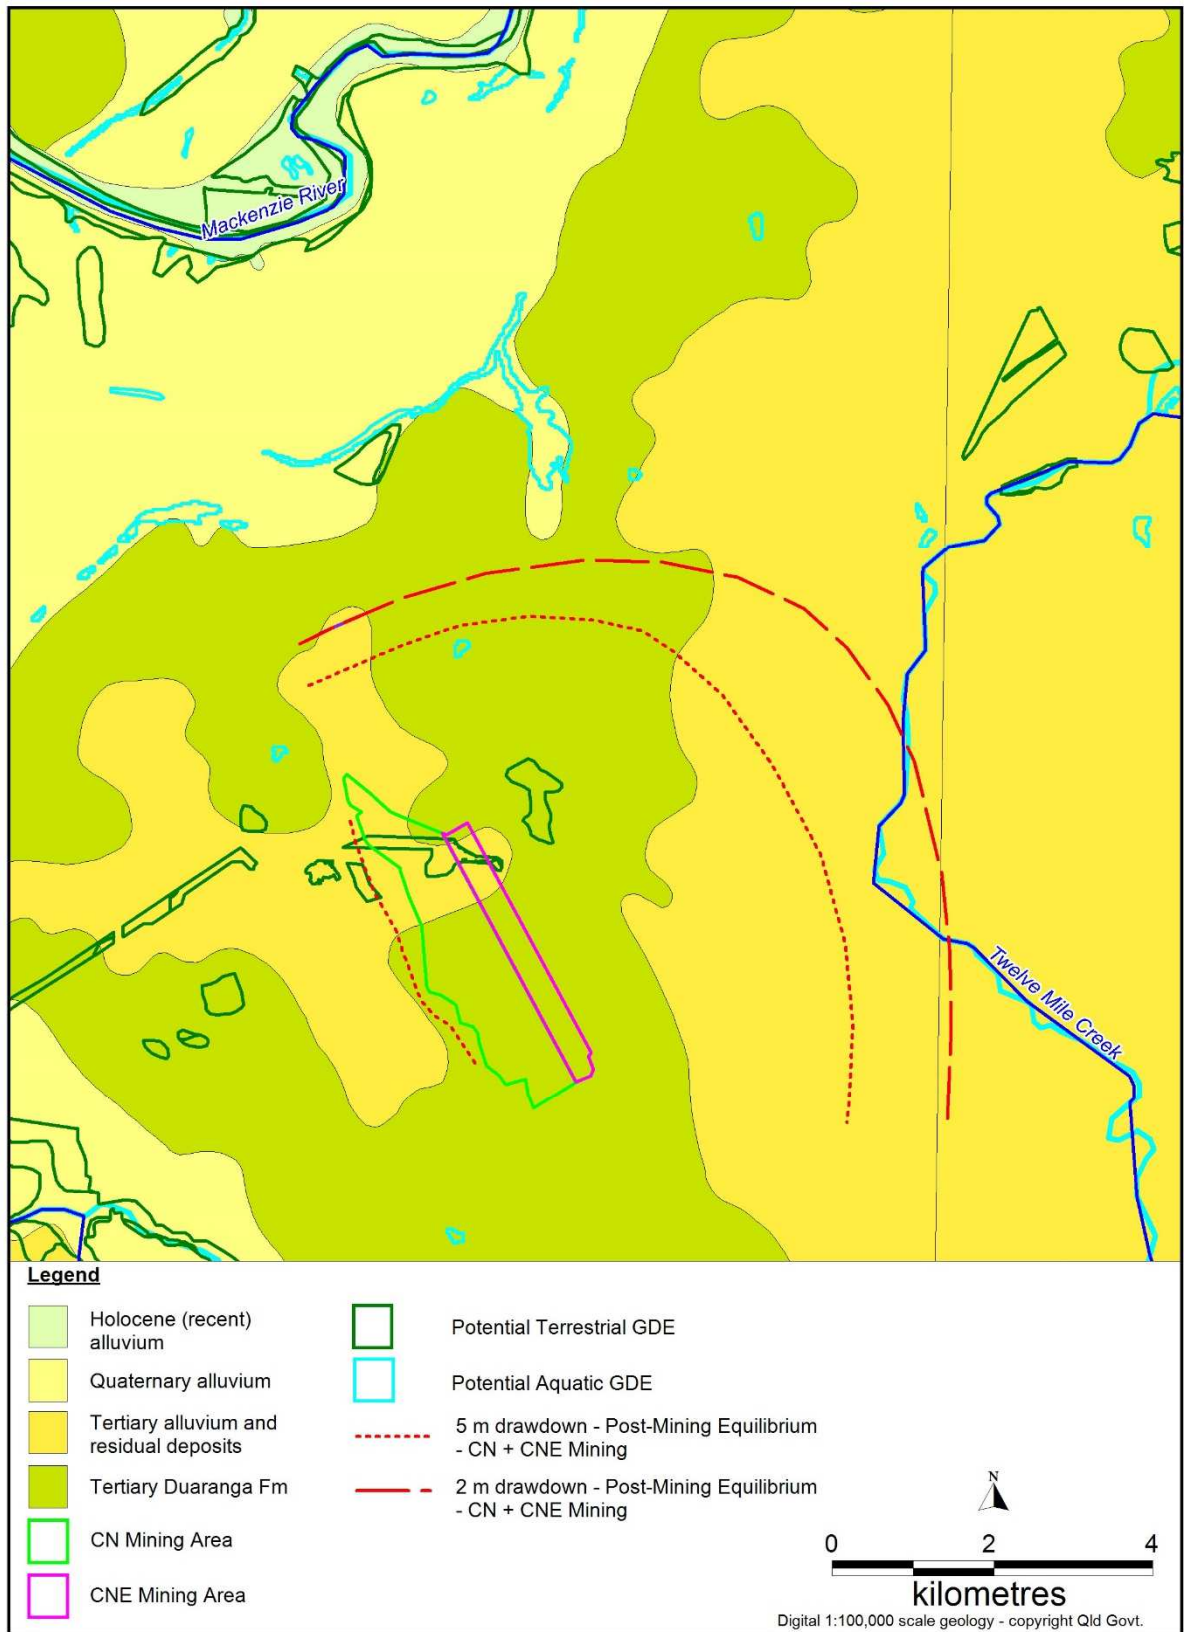 Mackenzie River
Twelve Mile Creek
Legend
Holocene (recent)
alluvium
Quaternary alluvium
Tertiary alluvium and
residual deposits
Tertiary Duaranga Fm
CN Mining Area
CNE Mining Area
Potential Terrestrial GDE
Potential Aquatic GDE
5 m drawdown - Post-Mining Equilibrium
- CN + CNE Mining
2 m drawdown - Post-Mining Equilibrium
- CN + CNE Mining
N
0 2 4
kilometres
Digital 1:100,000 scale geology - copyright Qld Govt.